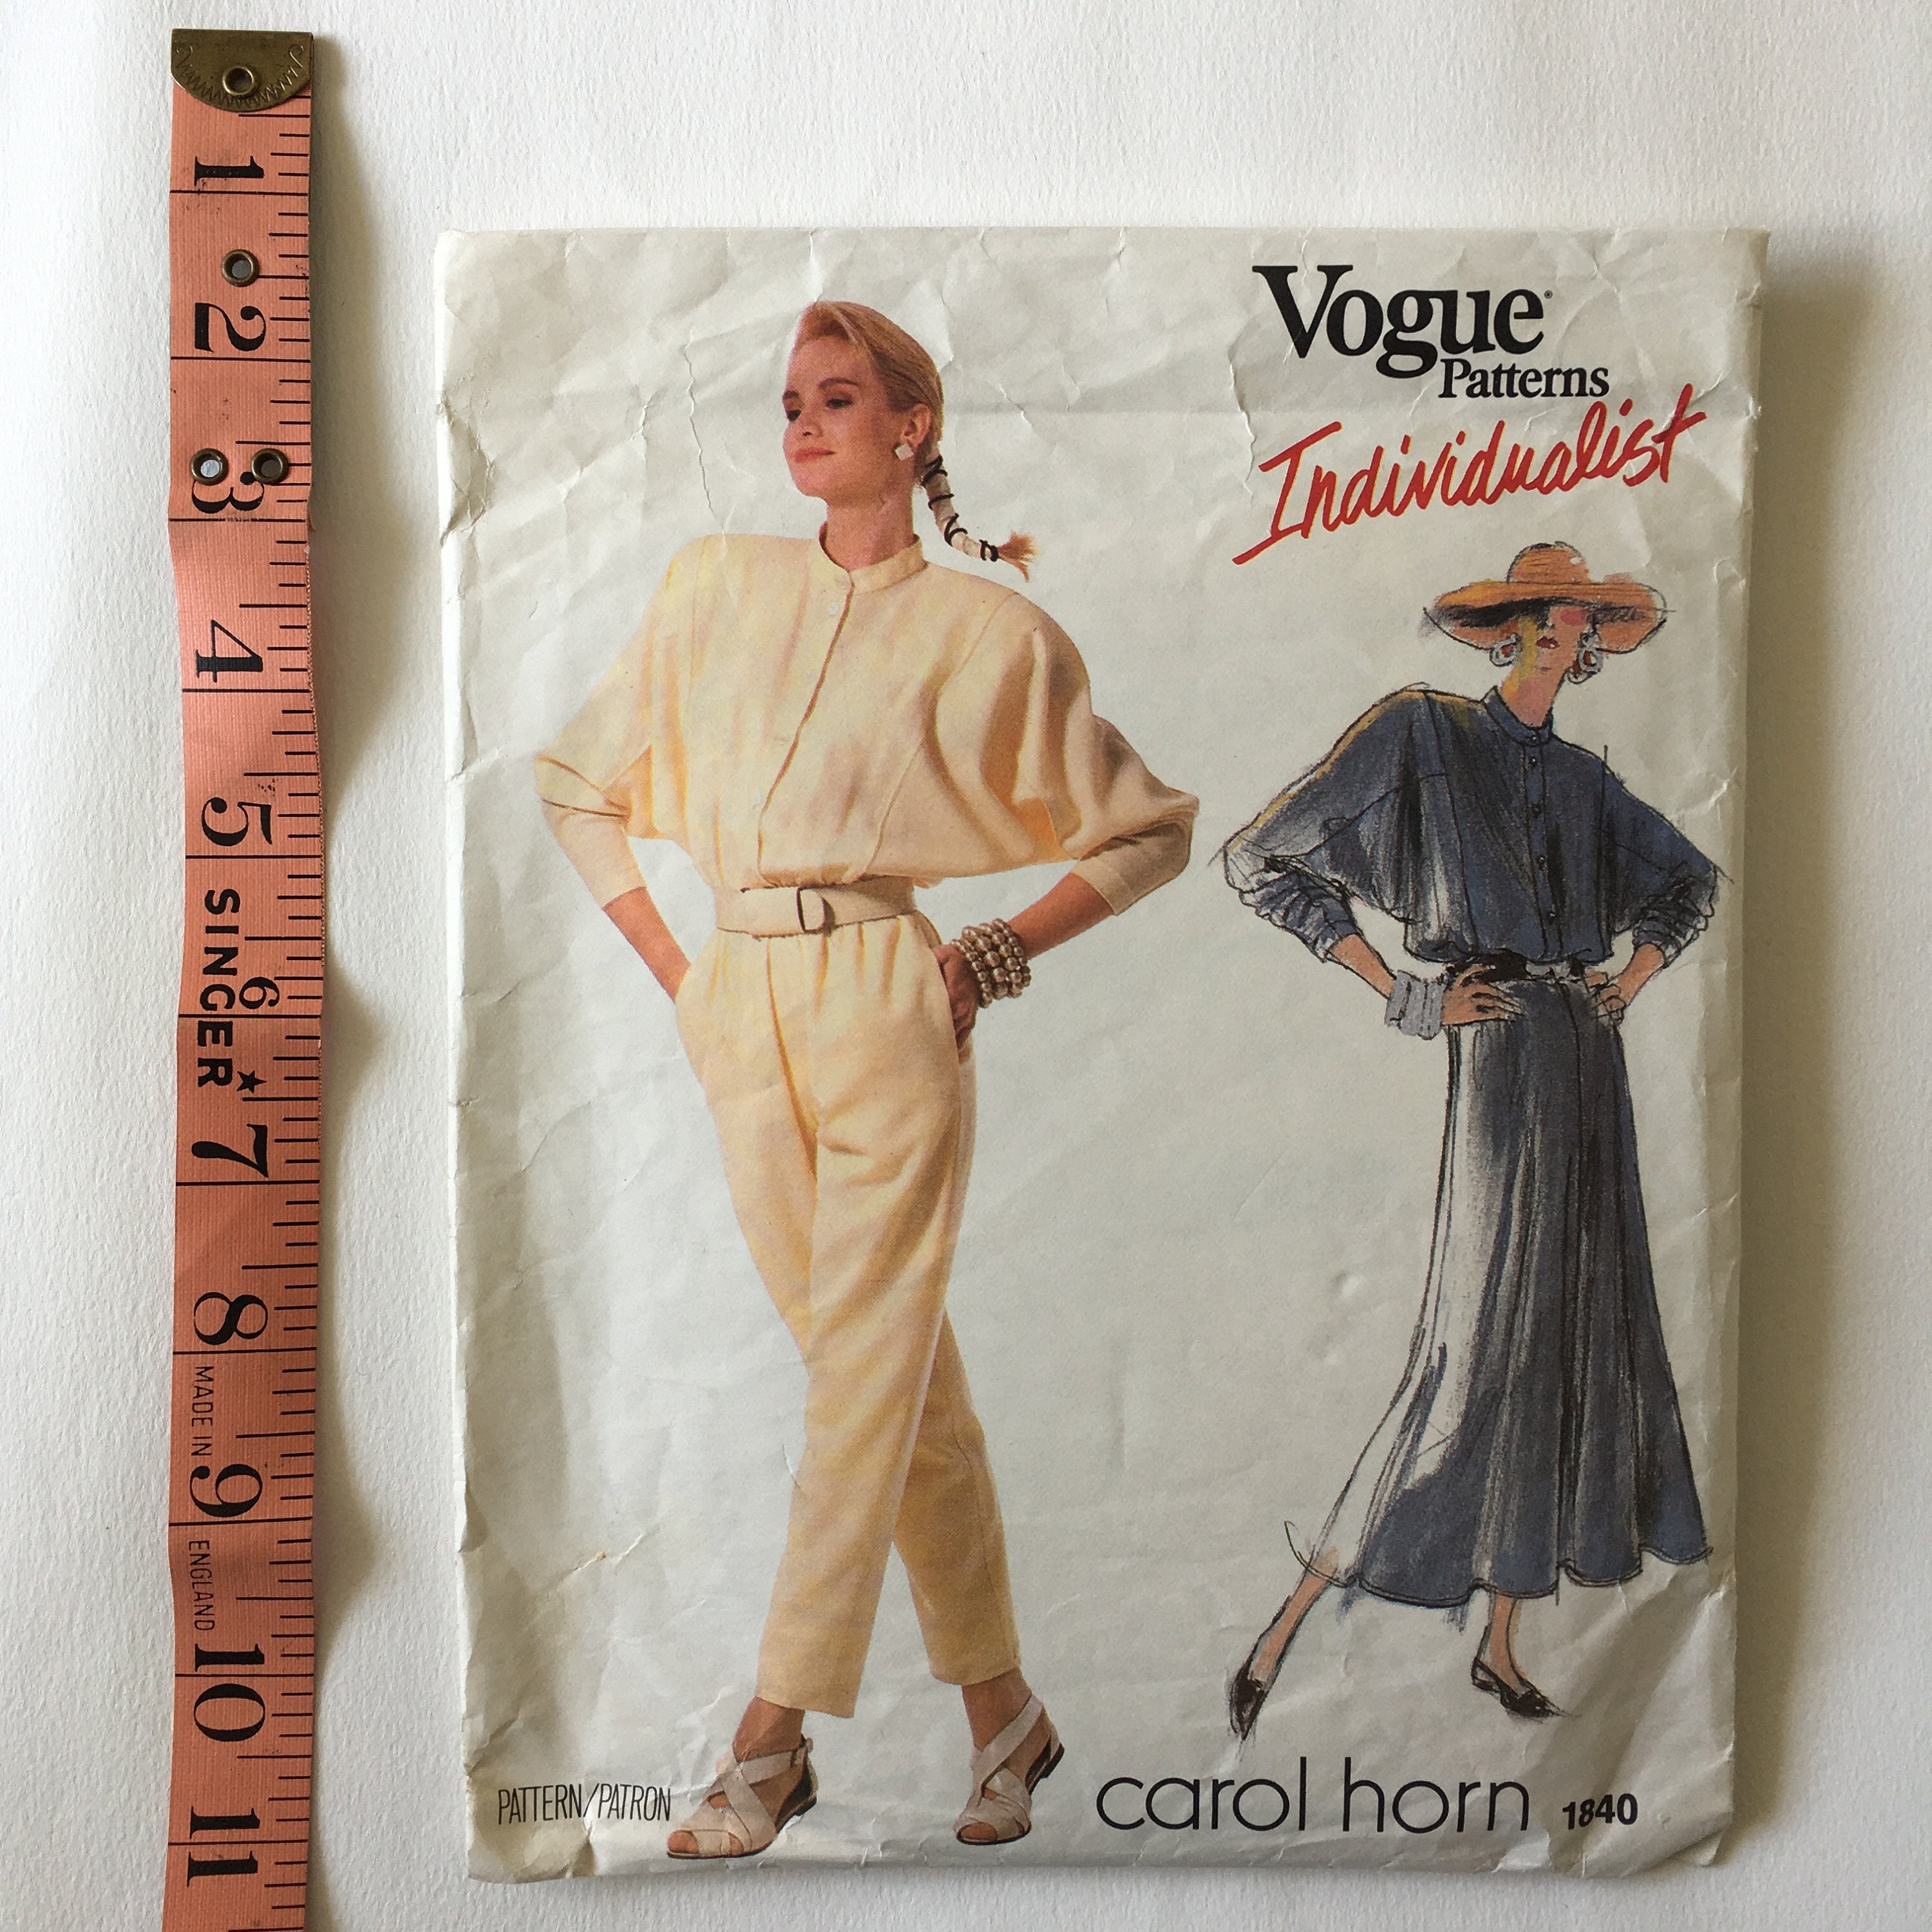 1
2
3
4
5
SINGER
6
7
8
MADE IN
9
ENGLAND
10
11
Vogue®
Patterns
Individualist
PATTERN/PATRON
carol horn 1840